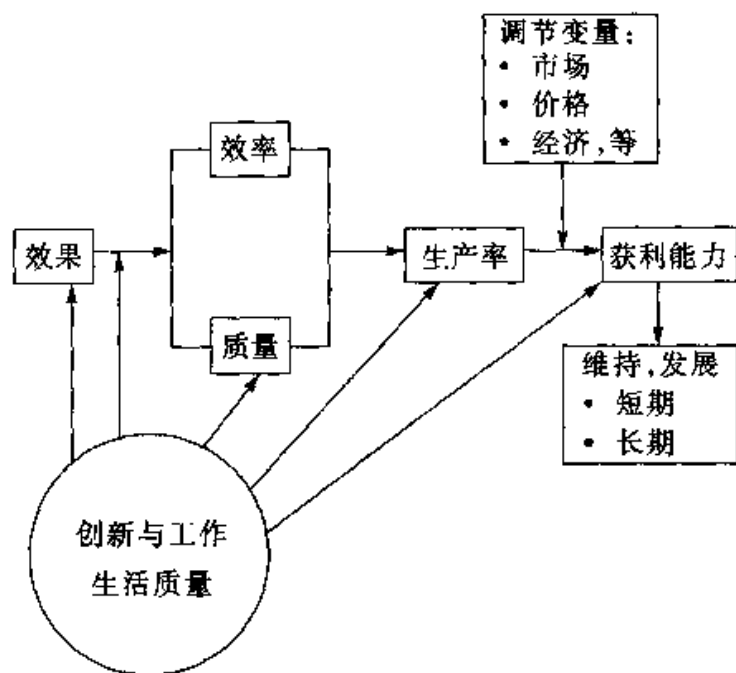 调节变量：
• 市场
• 价格
• 经济，等
效率
效果
生产率
获利能力
质量
维持，发展
• 短期
• 长期
创新与工作
生活质量